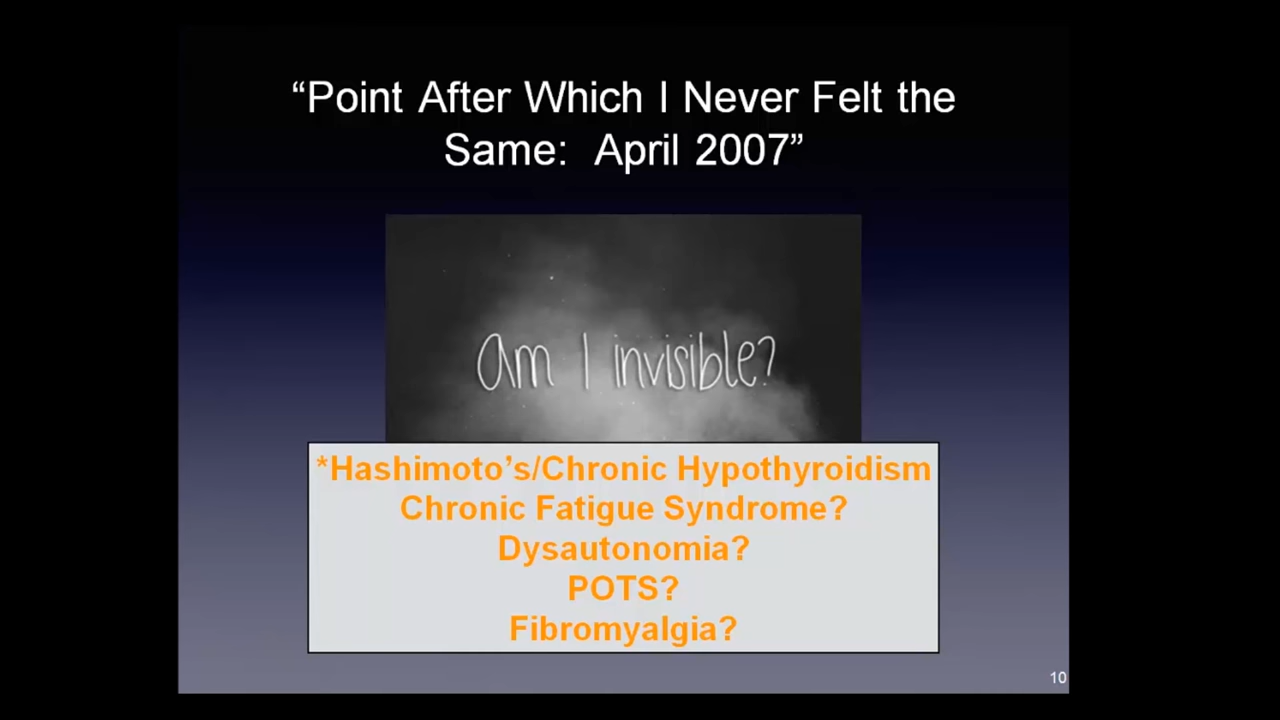 “Point After Which I Never Felt the
Same:  April 2007”
am I invisible?
*Hashimoto’s/Chronic Hypothyroidism
Chronic Fatigue Syndrome?
Dysautonomia?
POTS?
Fibromyalgia?
10